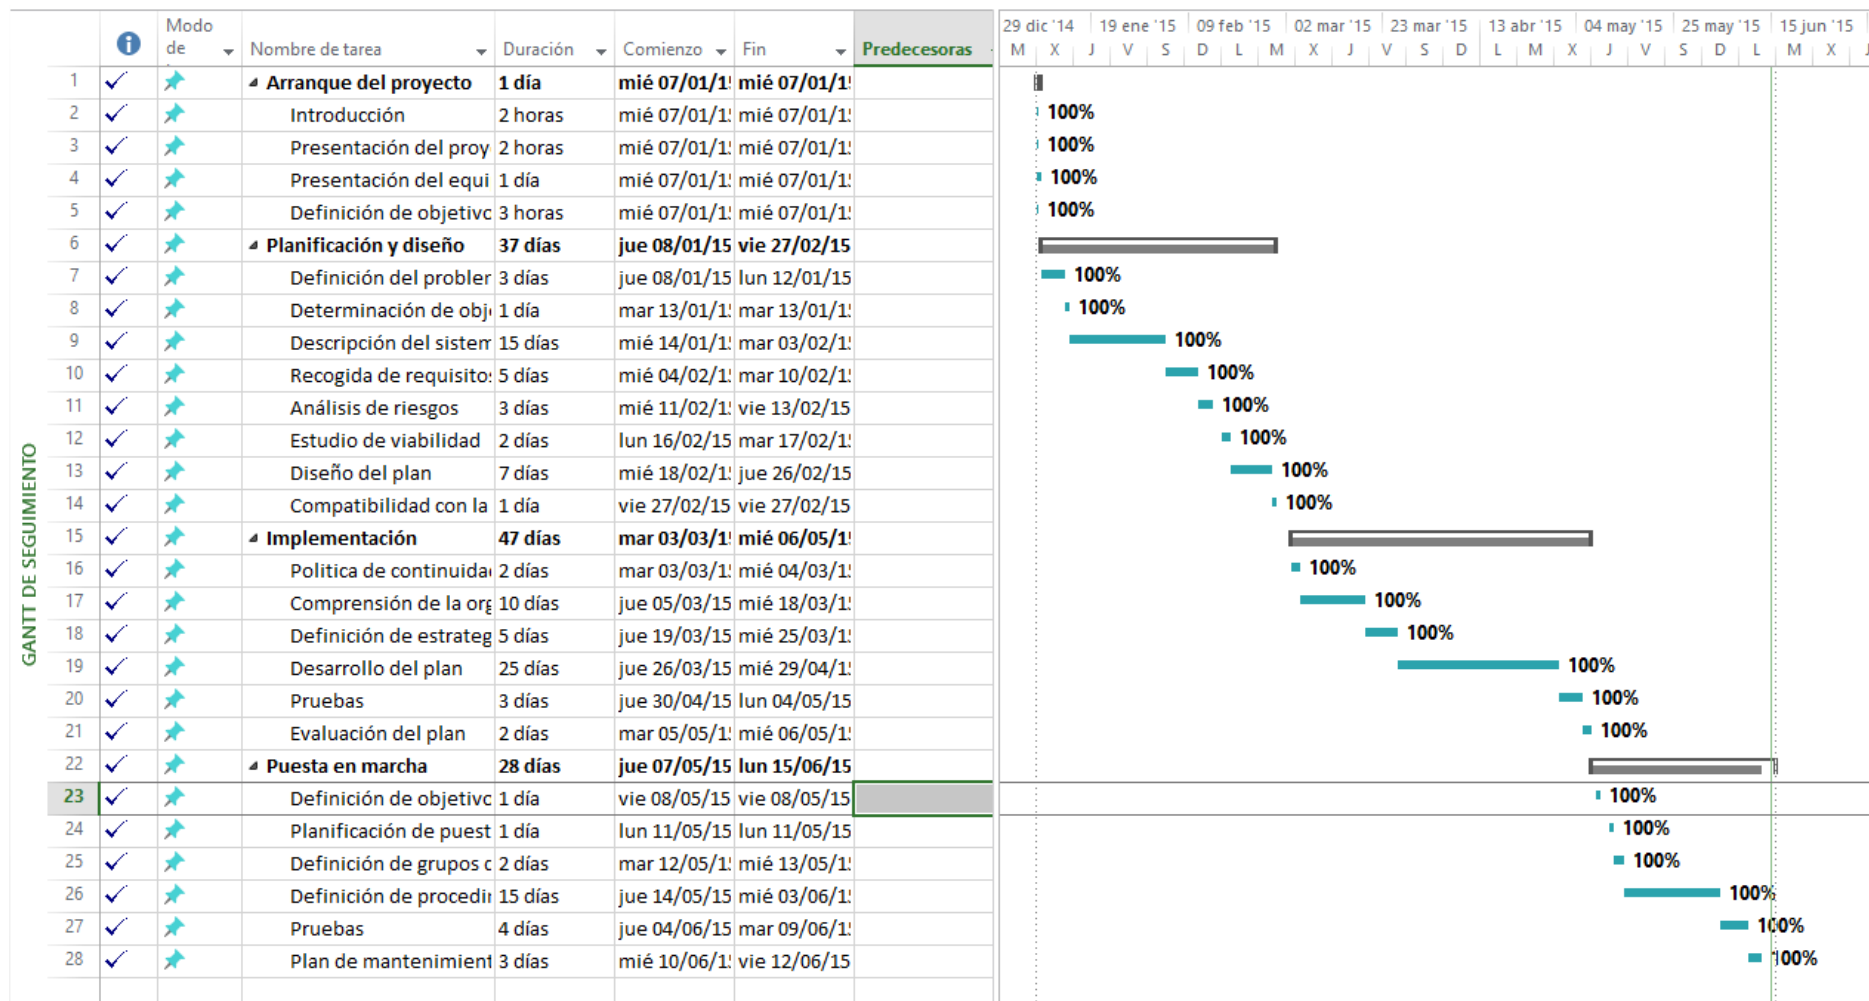 Modo de
Nombre de tarea Duración Comienzo Fin Predecesoras
29 dic '14 19 ene '15 09 feb '15 02 mar '15 23 mar '15 13 abr '15 04 may '15 25 may '15 15 jun '15
M X J V S D L M X J V S D L M X J V S D L M X J
1 Arranque del proyecto 1 día mié 07/01/1 mié 07/01/1
2 Introducción 2 horas mié 07/01/1 mié 07/01/1 100%
3 Presentación del proy 2 horas mié 07/01/1 mié 07/01/1 100%
4 Presentación del equi 1 día mié 07/01/1 mié 07/01/1 100%
5 Definición de objetivo 3 horas mié 07/01/1 mié 07/01/1 100%
6 Planificación y diseño 37 días jue 08/01/15 vie 27/02/15
7 Definición del probler 3 días jue 08/01/15 lun 12/01/15 100%
8 Determinación de obj 1 día mar 13/01/1 mar 13/01/1 100%
9 Descripción del sistem 15 días mié 14/01/1 mar 03/02/1 100%
10 Recogida de requisito 5 días mié 04/02/1 mar 10/02/1 100%
11 Análisis de riesgos 3 días mié 11/02/1 vie 13/02/15 100%
12 Estudio de viabilidad 2 días lun 16/02/15 mar 17/02/1 100%
13 Diseño del plan 7 días mié 18/02/1 jue 26/02/15 100%
14 Compatibilidad con la 1 día vie 27/02/15 vie 27/02/15 100%
15 Implementación 47 días mar 03/03/1 mié 06/05/1
16 Politica de continuida 2 días mar 03/03/1 mié 04/03/1 100%
17 Comprensión de la org 10 días jue 05/03/15 mié 18/03/1 100%
18 Definición de estrateg 5 días jue 19/03/15 mié 25/03/1 100%
19 Desarrollo del plan 25 días jue 26/03/15 mié 29/04/1 100%
20 Pruebas 3 días jue 30/04/15 lun 04/05/15 100%
21 Evaluación del plan 2 días mar 05/05/1 mié 06/05/1 100%
22 Puesta en marcha 28 días jue 07/05/15 lun 15/06/15
23 Definición de objetivo 1 día vie 08/05/15 vie 08/05/15 100%
24 Planificación de puest 1 día lun 11/05/15 lun 11/05/15 100%
25 Definición de grupos c 2 días mar 12/05/1 mié 13/05/1 100%
26 Definición de procedi 15 días jue 14/05/15 mié 03/06/1 100%
27 Pruebas 4 días jue 04/06/15 mar 09/06/1 100%
28 Plan de mantenimient 3 días mié 10/06/1 vie 12/06/15 100%
GANTT DE SEGUIMIENTO